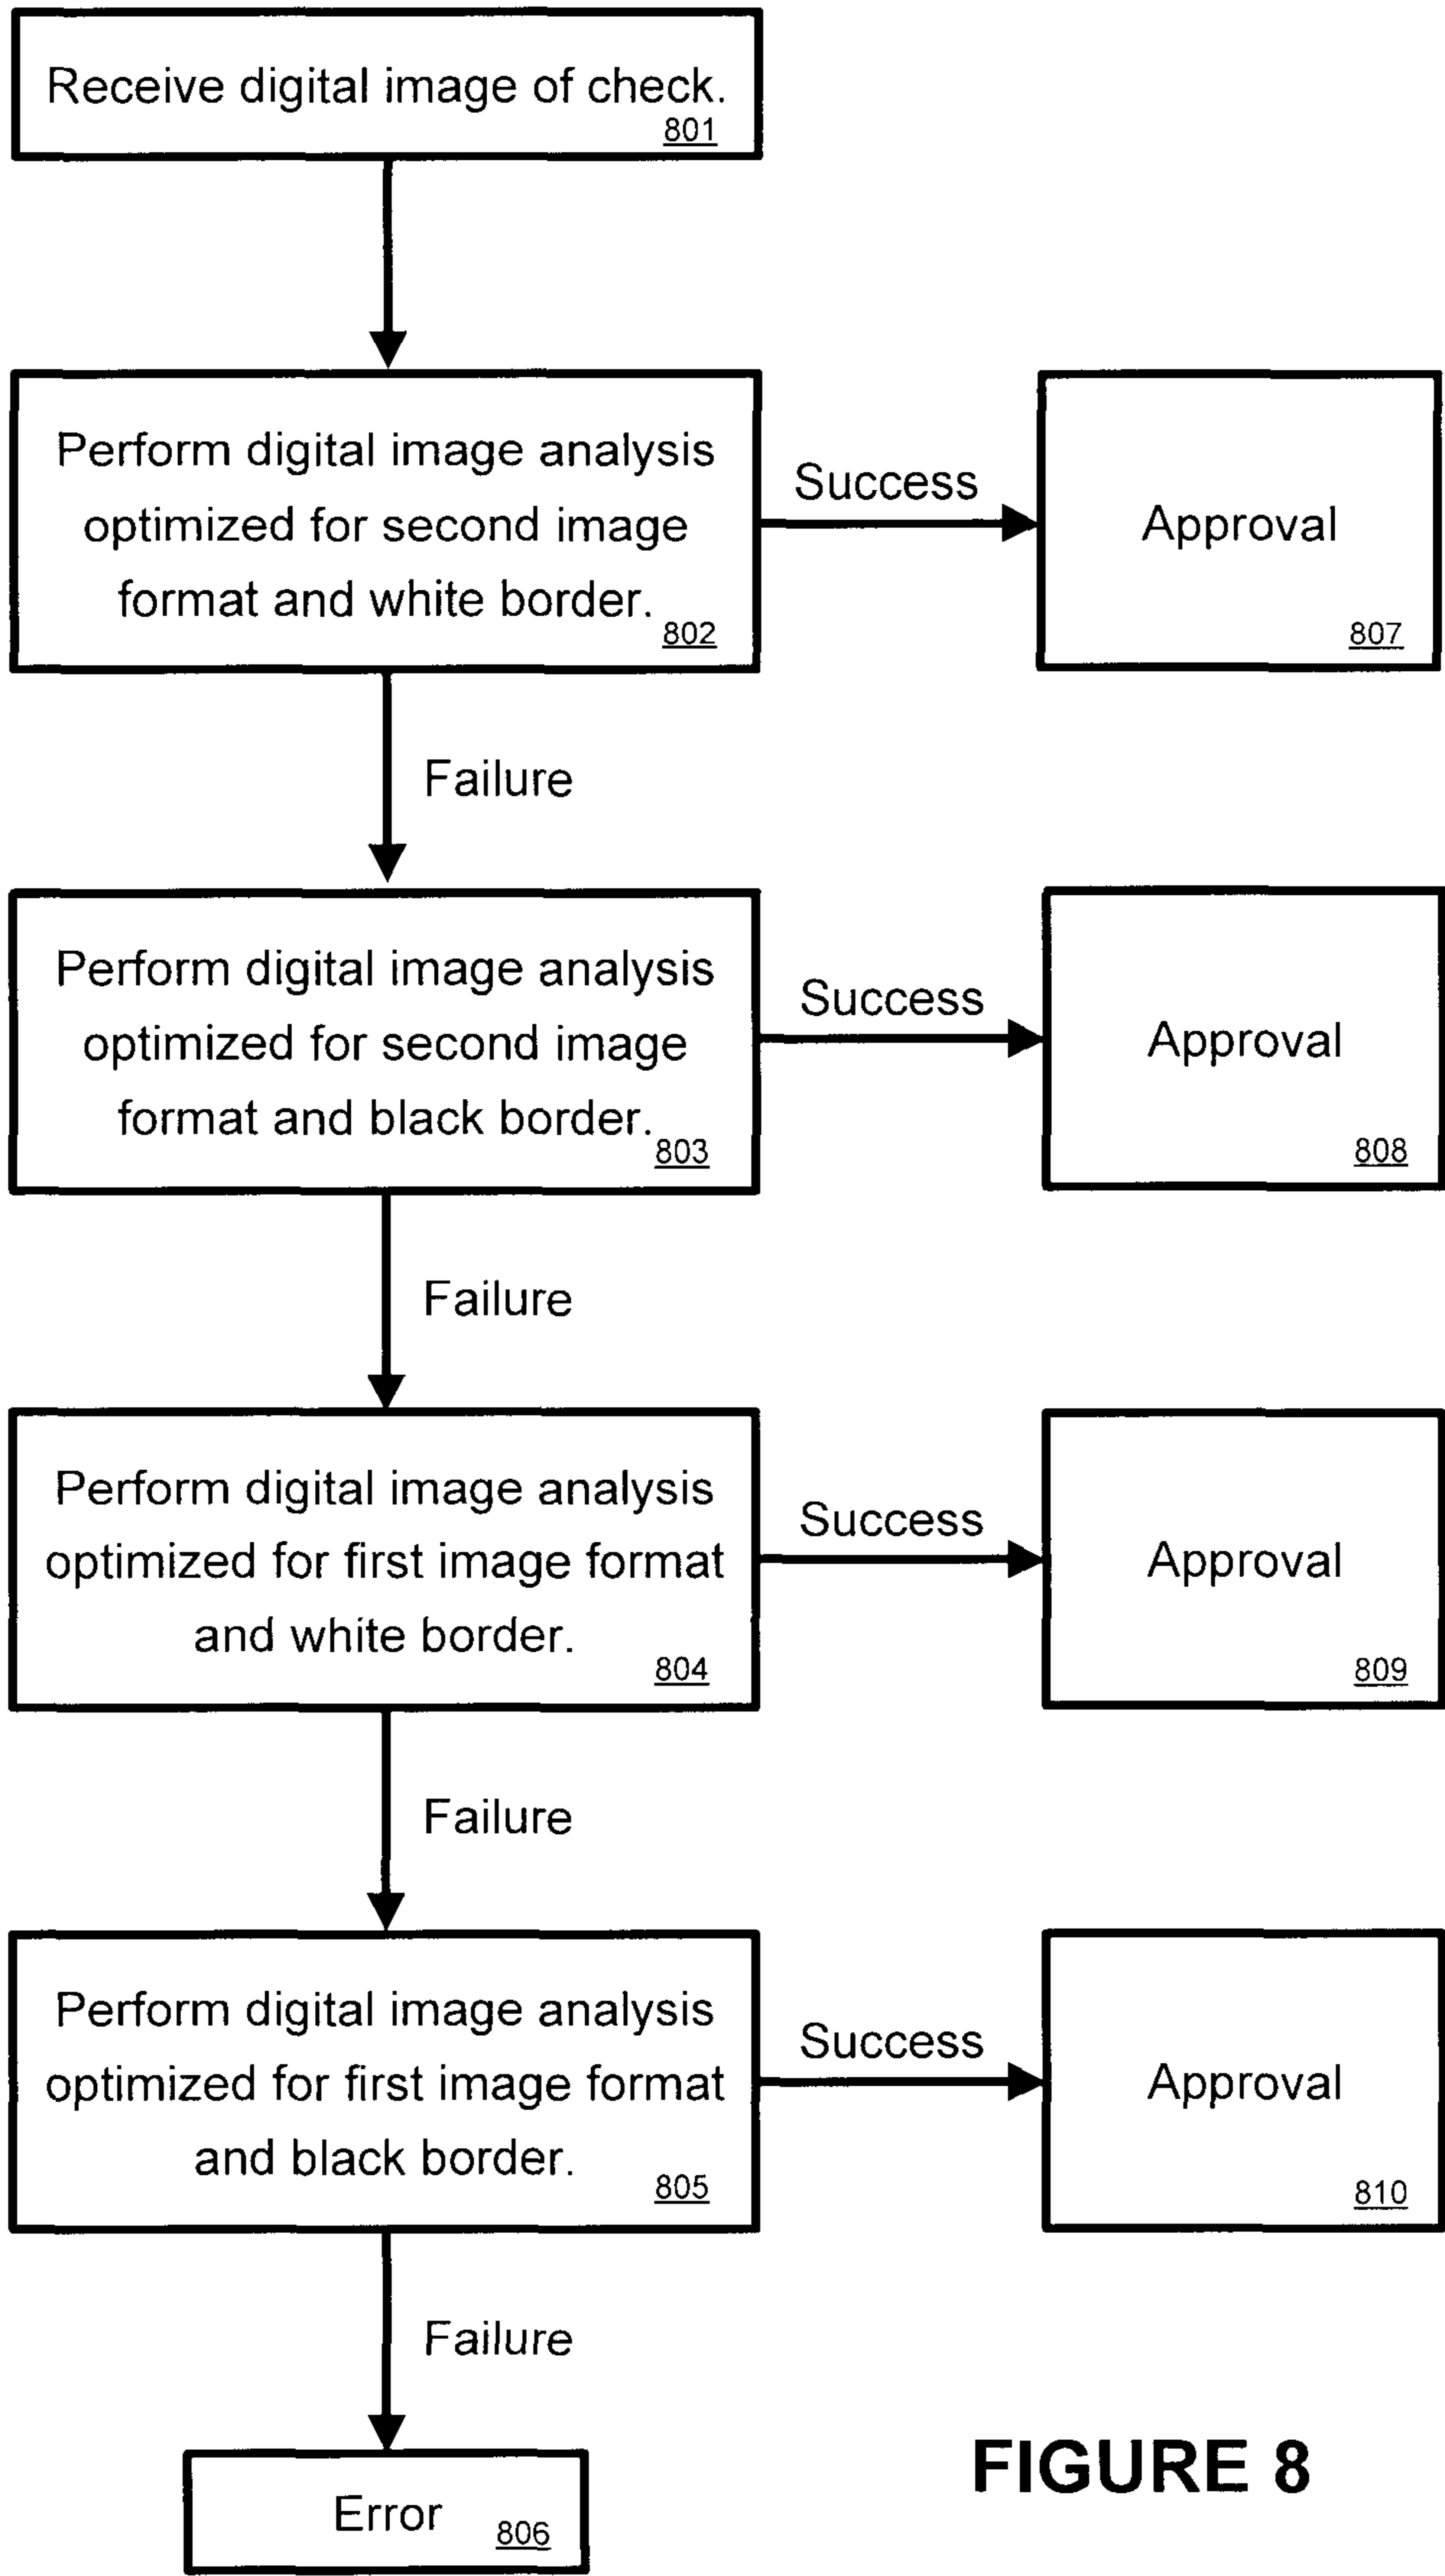 Receive digital image of check.
801
Perform digital image analysis
optimized for second image
format and white border.
802
Success
Approval
807
Failure
Perform digital image analysis
optimized for second image
format and black border.
803
Success
Approval
808
Failure
Perform digital image analysis
optimized for first image format
and white border.
804
Success
Approval
809
Failure
Perform digital image analysis
optimized for first image format
and black border.
805
Success
Approval
810
Failure
Error
806
FIGURE 8